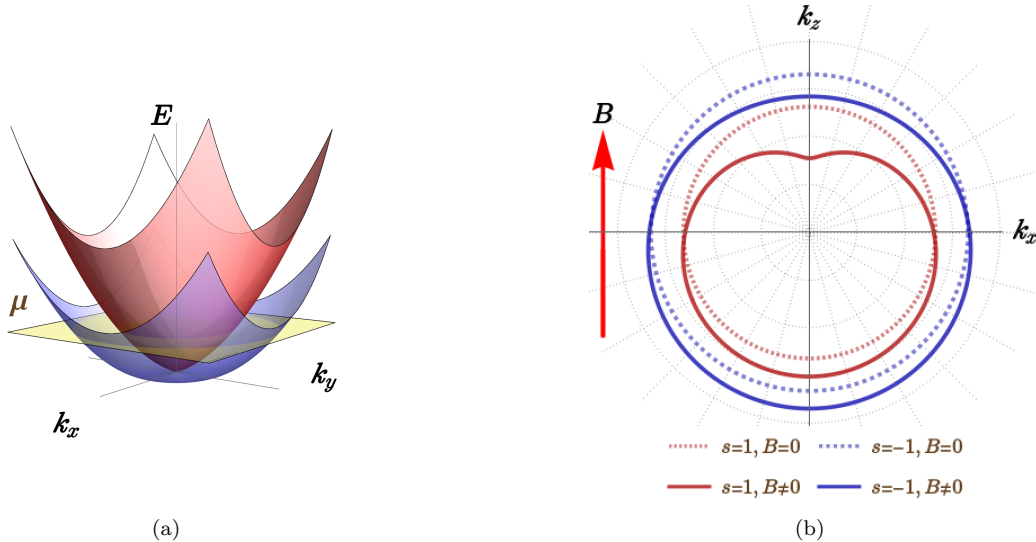 E
μ
k_x
k_y
(a)
k_z
B
k_x
s=1, B=0
s=−1, B=0
s=1, B≠0
s=−1, B≠0
(b)